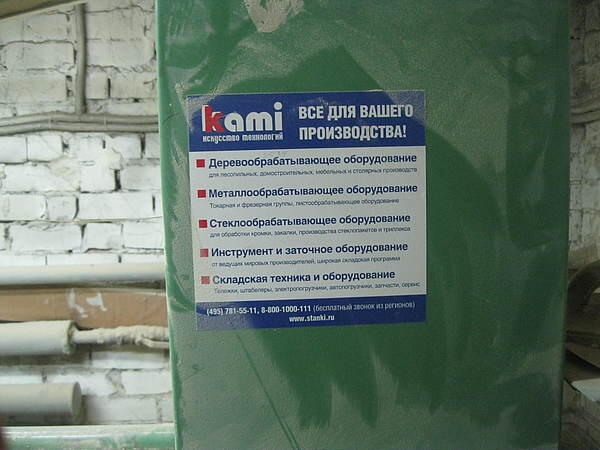 kami
искусство технологий
ВСЕ ДЛЯ ВАШЕГО
ПРОИЗВОДСТВА!
Деревообрабатывающее оборудование
для лесопильных, домостроительных, мебельных и столярных производств
Металлообрабатывающее оборудование
Токарная и фрезерная группы, листообрабатывающее оборудование
Стеклообрабатывающее оборудование
для обработки кромки, закалки, производства стеклопакетов и триплекса
Инструмент и заточное оборудование
от ведущих мировых производителей, широкая складская программа
Складская техника и оборудование
Тележки, штабелеры, электропогрузчики, автопогрузчики, запчасти, сервис
(495) 781-55-11, 8-800-1000-111 (бесплатный звонок из регионов)
www.stanki.ru